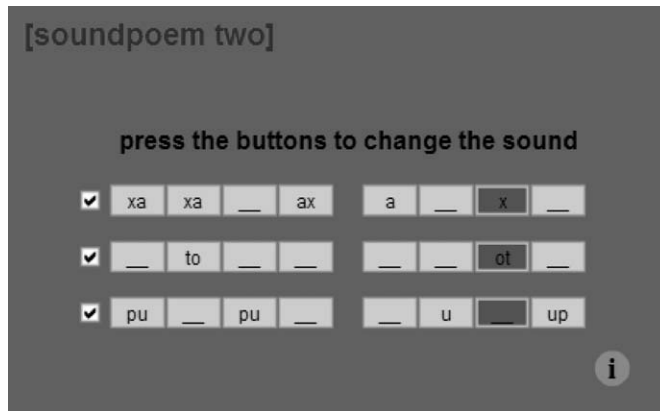 [soundpoem two]
press the buttons to change the sound
xa xa __ ax a __ x __
__ to __ __ __ __ ot __
pu __ pu __ __ u __ up
i